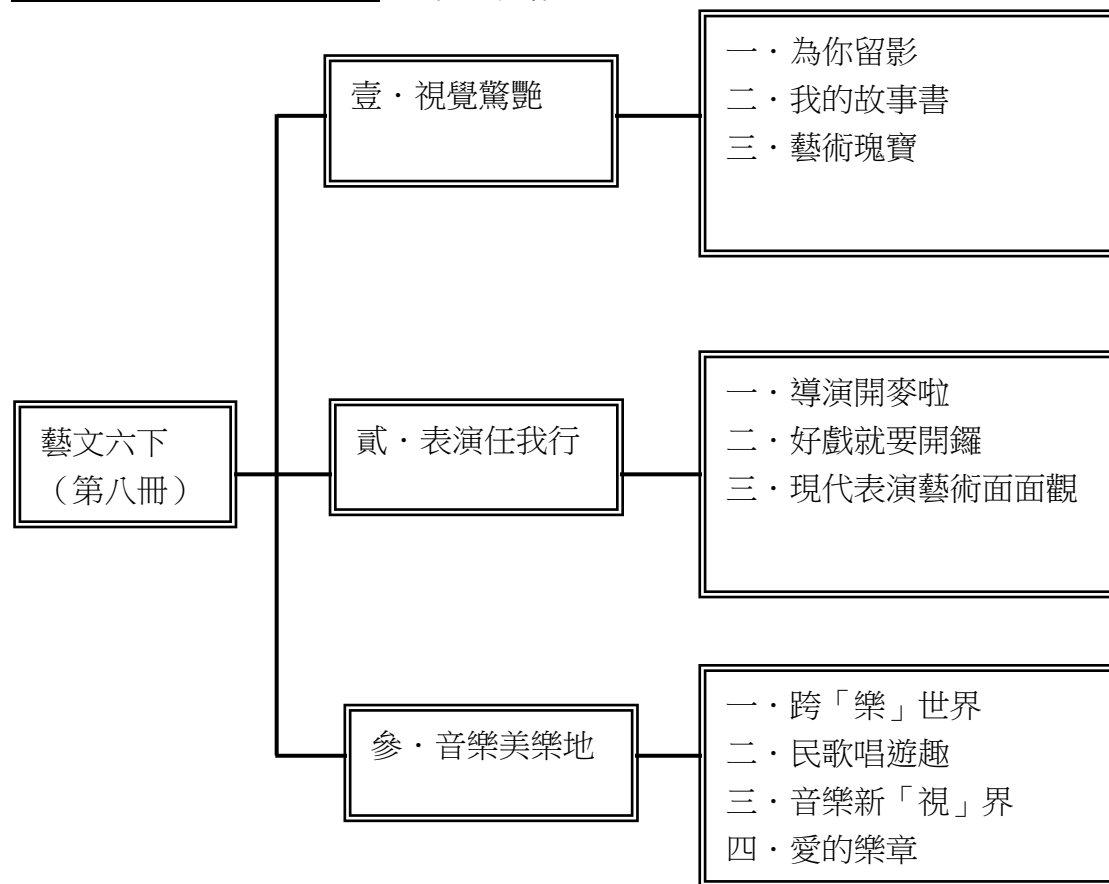 藝文六下
（第八冊）
壹．視覺驚艷
一．為你留影
二．我的故事書
三．藝術瑰寶
貳．表演任我行
一．導演開麥啦
二．好戲就要開鑼
三．現代表演藝術面面觀
參．音樂美樂地
一．跨「樂」世界
二．民歌唱遊趣
三．音樂新「視」界
四．愛的樂章